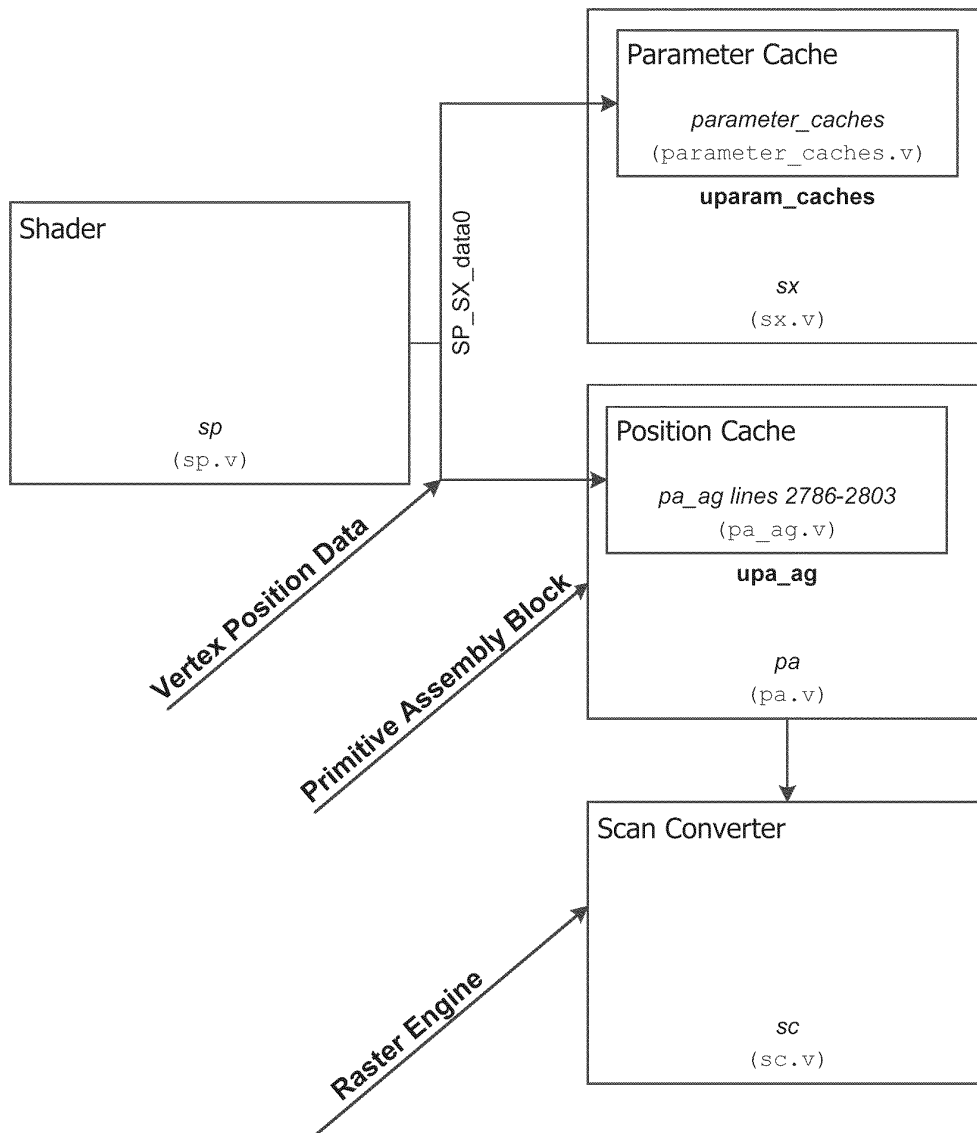 Parameter Cache
parameter_caches
(parameter_caches.v)
uparam_caches
sx
(sx.v)
Shader
sp
(sp.v)
SP_SX_data0
Position Cache
pa_ag lines 2786-2803
(pa_ag.v)
upa_ag
pa
(pa.v)
Vertex Position Data
Primitive Assembly Block
Scan Converter
sc
(sc.v)
Raster Engine